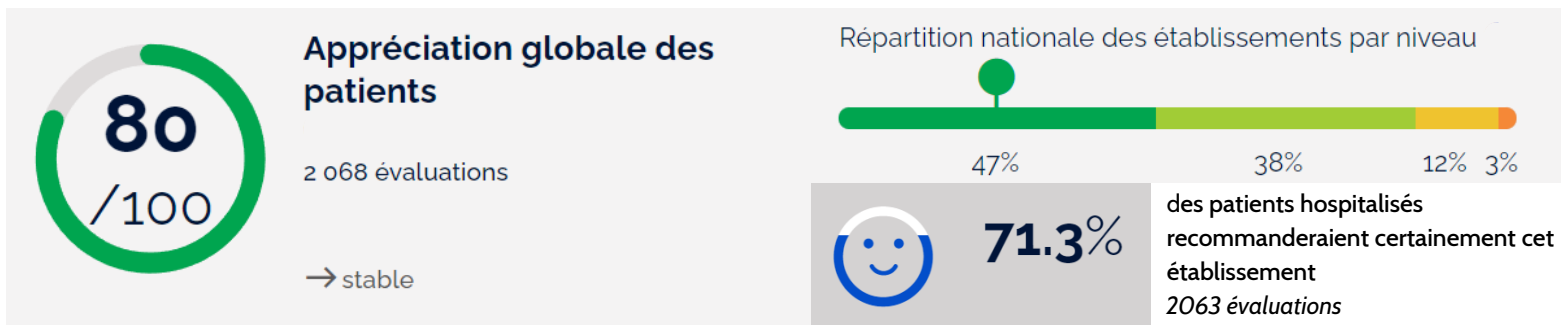 80
/100
Appréciation globale des
patients
2 068 évaluations
→ stable
Répartition nationale des établissements par niveau
47% 38% 12% 3%
71.3%
des patients hospitalisés
recommanderaient certainement cet
établissement
2063 évaluations